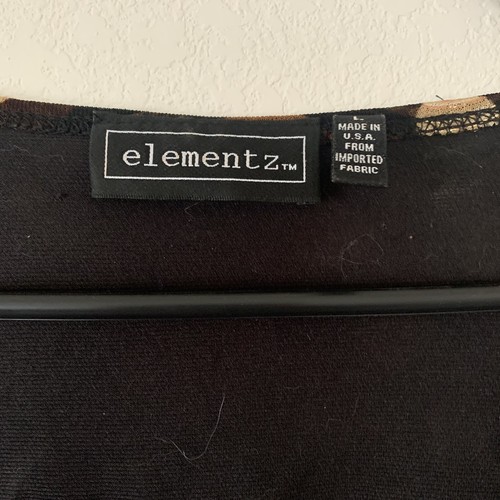 elementz™
L
MADE IN
U.S.A.
FROM
IMPORTED
FABRIC